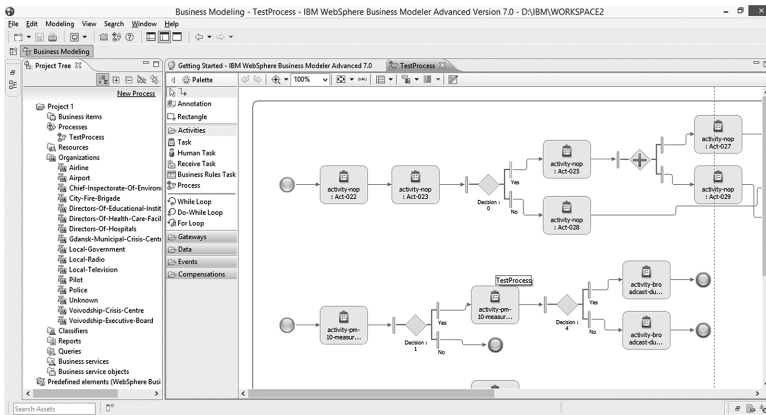 Business Modeling - TestProcess - IBM WebSphere Business Modeler Advanced Version 7.0 - D:\IBM\WORKSPACE2
File Edit Modeling View Search Window Help
Business Modeling
Project Tree
New Process
Project 1
Business items
Processes
TestProcess
Resources
Organizations
Airline
Airport
Chief-Inspectorate-Of-Environ
City-Fire-Brigade
Directors-Of-Educational-Instit
Directors-Of-Health-Care-Facil
Directors-Of-Hospitals
Gdansk-Municipal-Crisis-Centr
Local-Government
Local-Radio
Local-Television
Pilot
Police
Unknown
Voivodship-Crisis-Centre
Voivodship-Executive-Board
Classifiers
Reports
Queries
Business services
Business service objects
Predefined elements (WebSphere Busi
Search Assets
Getting Started - IBM WebSphere Business Modeler Advanced 7.0
TestProcess
Palette
100%
Annotation
Rectangle
Activities
Task
Human Task
Receive Task
Business Rules Task
Process
While Loop
Do-While Loop
For Loop
Gateways
Data
Events
Compensations
activity-nop
: Act-022
activity-nop
: Act-023
Decision :
0
Yes
No
activity-nop
: Act-025
activity-nop
: Act-028
activity-nop
: Act-027
activity-nop
: Act-029
TestProcess
activity-pm-
10-measur...
Decision :
1
Yes
No
activity-pm-
10-measur...
Decision :
4
Yes
No
activity-bro
adcast-du...
activity-bro
adcast-du...